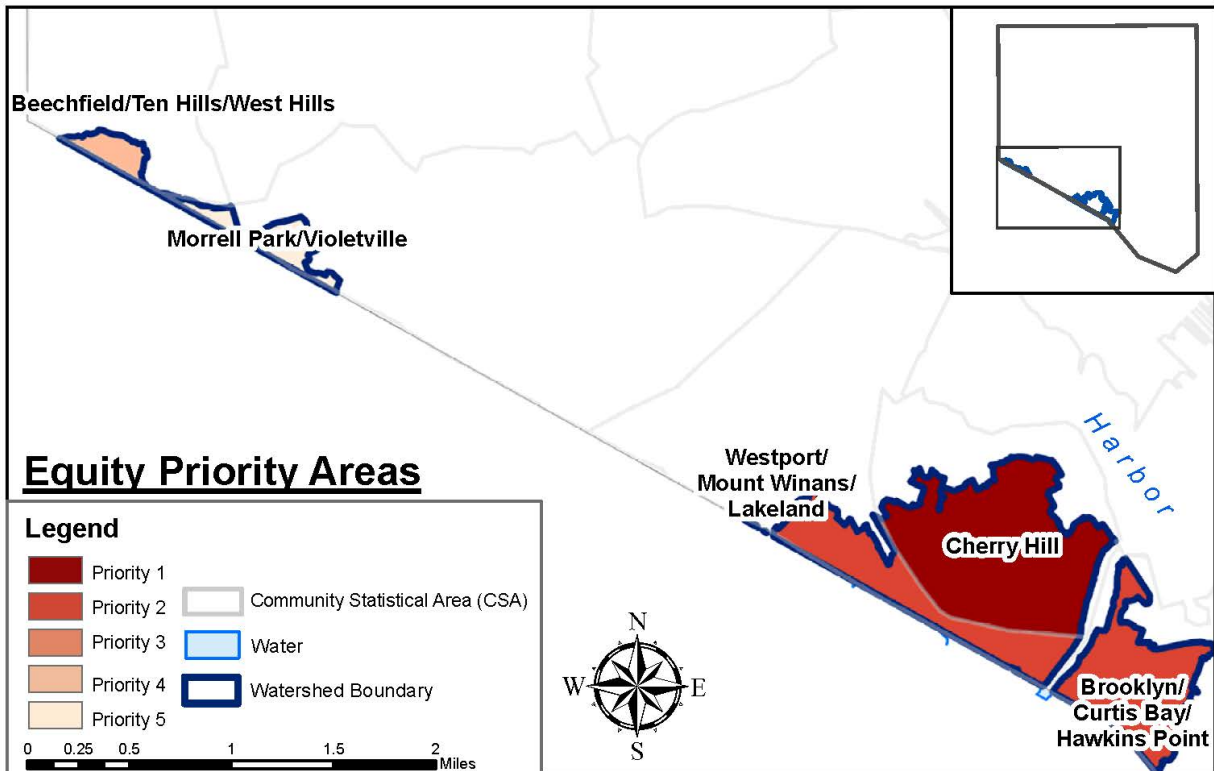 Beechfield/Ten Hills/West Hills
Morrell Park/Violetville
Harbor
Westport/
Mount Winans/
Lakeland
Cherry Hill
Brooklyn/
Curtis Bay/
Hawkins Point
Equity Priority Areas
Legend
Priority 1
Priority 2
Priority 3
Priority 4
Priority 5
Community Statistical Area (CSA)
Water
Watershed Boundary
0 0.25 0.5 1 1.5 2
Miles
N
W E
S